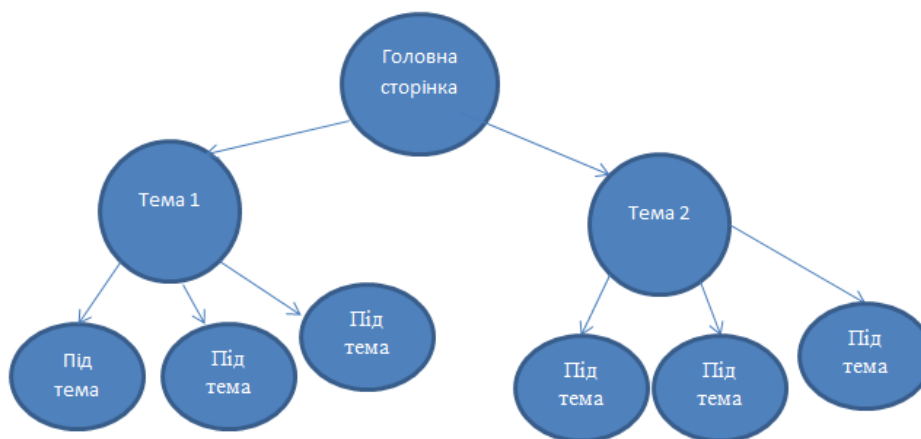 Головна
сторінка
Тема 1
Тема 2
Під
тема
Під
тема
Під
тема
Під
тема
Під
тема
Під
тема